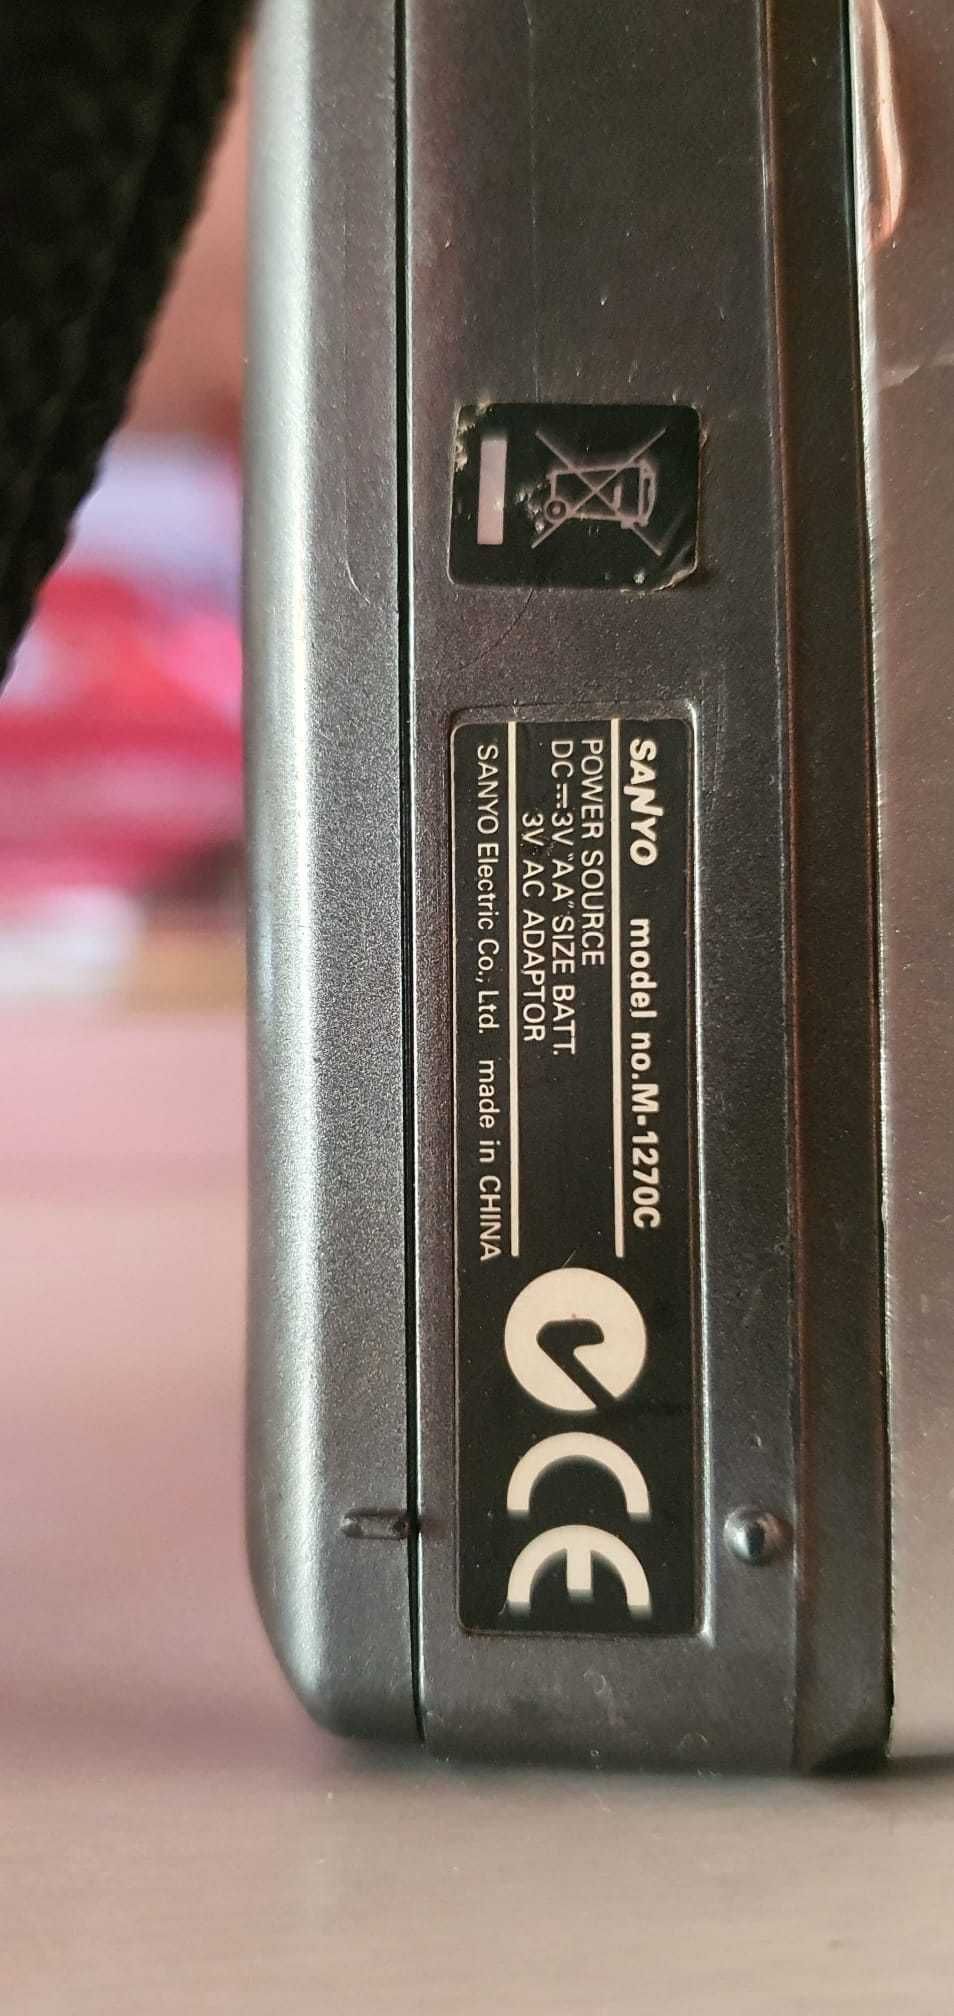 SANYO model no.M-1270C
POWER SOURCE
DC⎓3V "AA" SIZE BATT.
3V AC ADAPTOR
SANYO Electric Co., Ltd. made in CHINA
CE